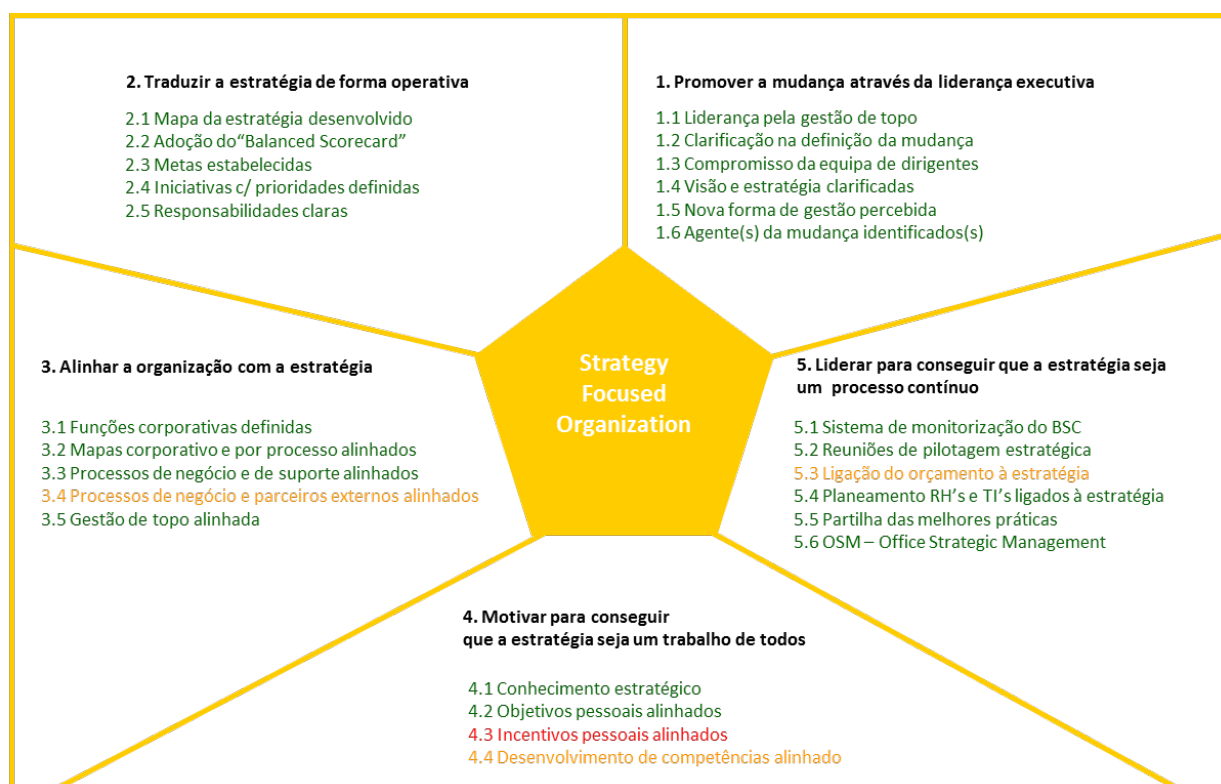 2. Traduzir a estratégia de forma operativa
2.1 Mapa da estratégia desenvolvido
2.2 Adoção do“Balanced Scorecard”
2.3 Metas estabelecidas
2.4 Iniciativas c/ prioridades definidas
2.5 Responsabilidades claras
1. Promover a mudança através da liderança executiva
1.1 Liderança pela gestão de topo
1.2 Clarificação na definição da mudança
1.3 Compromisso da equipa de dirigentes
1.4 Visão e estratégia clarificadas
1.5 Nova forma de gestão percebida
1.6 Agente(s) da mudança identificados(s)
3. Alinhar a organização com a estratégia
3.1 Funções corporativas definidas
3.2 Mapas corporativo e por processo alinhados
3.3 Processos de negócio e de suporte alinhados
3.4 Processos de negócio e parceiros externos alinhados
3.5 Gestão de topo alinhada
Strategy
Focused
Organization
5. Liderar para conseguir que a estratégia seja
um processo contínuo
5.1 Sistema de monitorização do BSC
5.2 Reuniões de pilotagem estratégica
5.3 Ligação do orçamento à estratégia
5.4 Planeamento RH’s e TI’s ligados à estratégia
5.5 Partilha das melhores práticas
5.6 OSM – Office Strategic Management
4. Motivar para conseguir
que a estratégia seja um trabalho de todos
4.1 Conhecimento estratégico
4.2 Objetivos pessoais alinhados
4.3 Incentivos pessoais alinhados
4.4 Desenvolvimento de competências alinhado